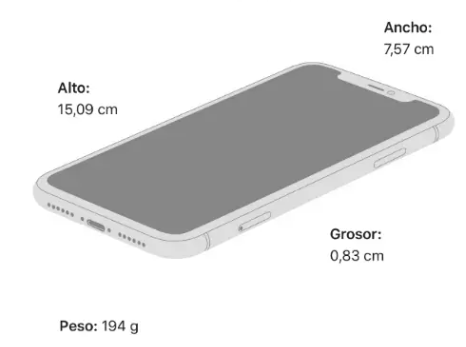 Ancho:
7,57 cm
Alto:
15,09 cm
Grosor:
0,83 cm
Peso: 194 g